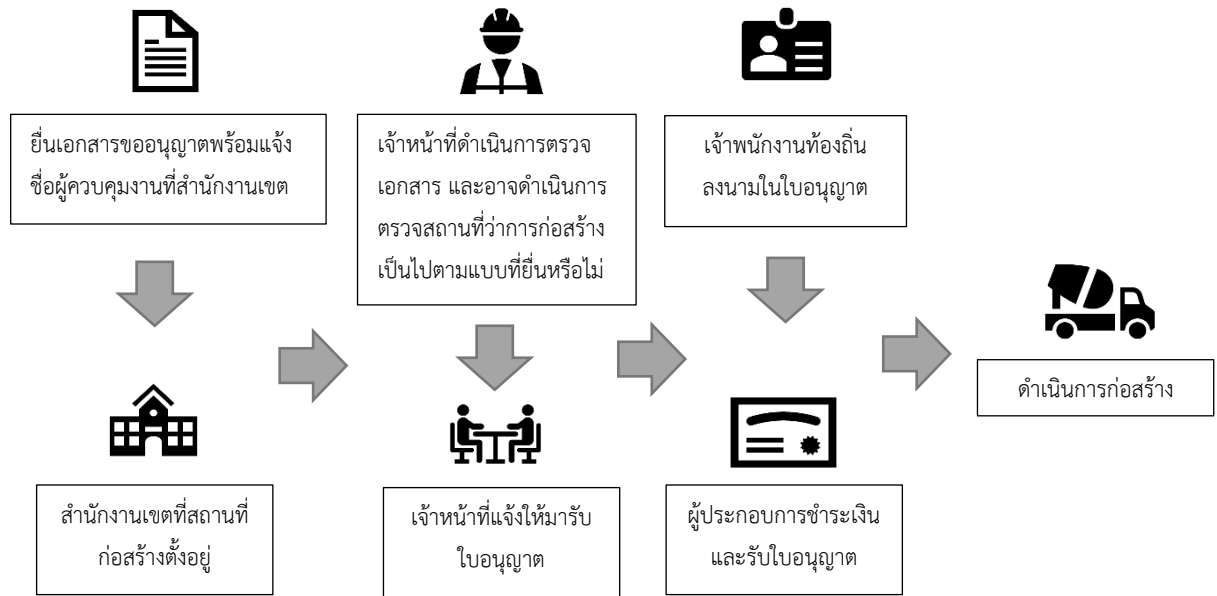 ยื่นเอกสารขออนุญาตพร้อมแจ้ง
ชื่อผู้ควบคุมงานที่สำนักงานเขต
เจ้าหน้าที่ดำเนินการตรวจ
เอกสาร และอาจดำเนินการ
ตรวจสถานที่ว่าการก่อสร้าง
เป็นไปตามแบบที่ยื่นหรือไม่
เจ้าพนักงานท้องถิ่น
ลงนามในใบอนุญาต
ดำเนินการก่อสร้าง
สำนักงานเขตที่สถานที่
ก่อสร้างตั้งอยู่
เจ้าหน้าที่แจ้งให้มารับ
ใบอนุญาต
ผู้ประกอบการชำระเงิน
และรับใบอนุญาต